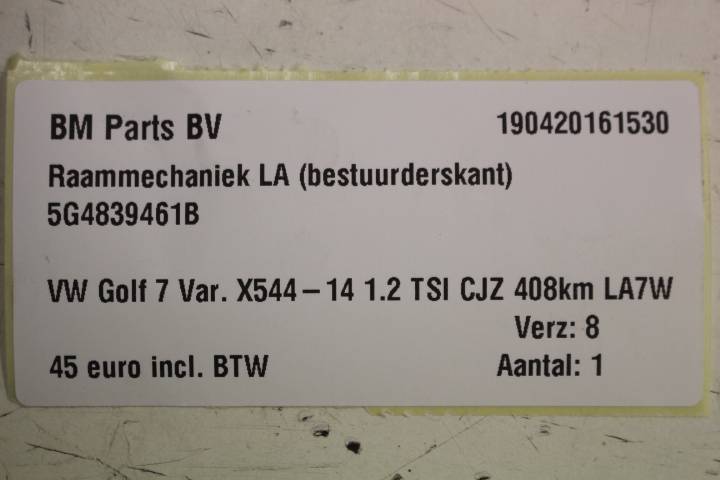 BM Parts BV 190420161530
Raammechaniek LA (bestuurderskant)
5G4839461B
VW Golf 7 Var. X544-14 1.2 TSI CJZ 408km LA7W
Verz: 8
45 euro incl. BTW Aantal: 1